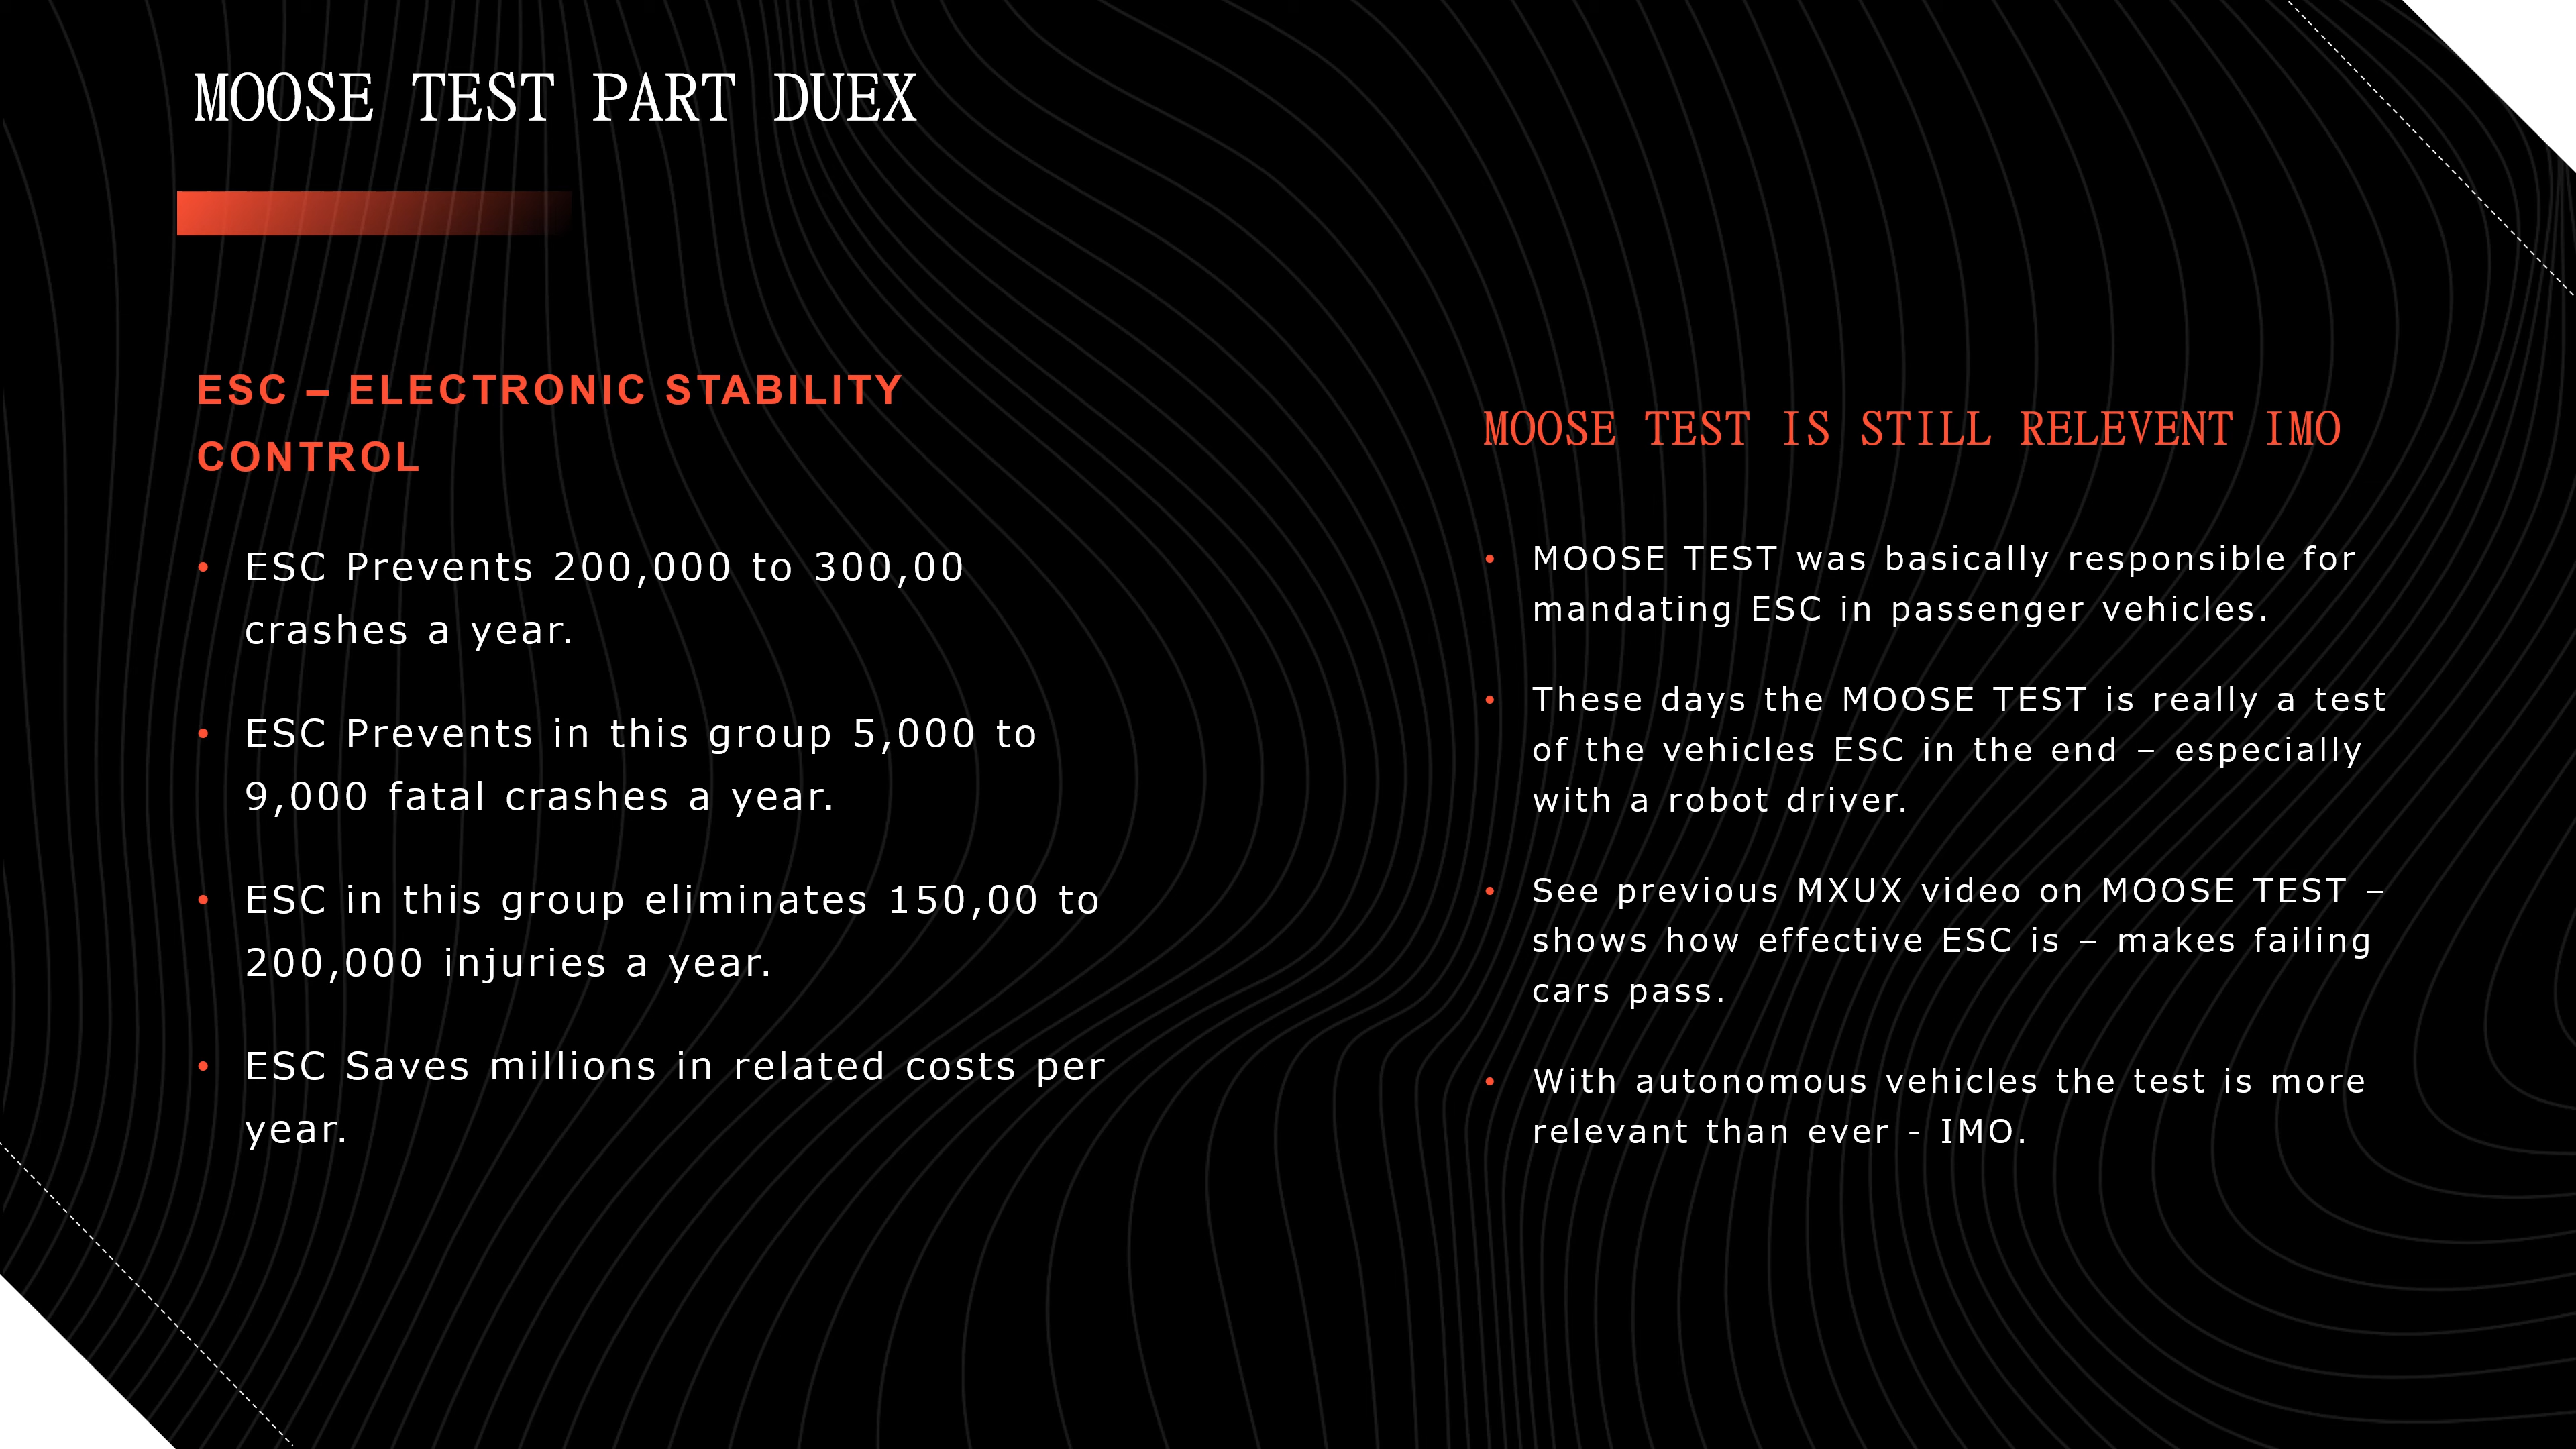 MOOSE TEST PART DUEX
ESC – ELECTRONIC STABILITY
CONTROL
• ESC Prevents 200,000 to 300,00
crashes a year.
• ESC Prevents in this group 5,000 to
9,000 fatal crashes a year.
• ESC in this group eliminates 150,00 to
200,000 injuries a year.
• ESC Saves millions in related costs per
year.
MOOSE TEST IS STILL RELEVENT IMO
• MOOSE TEST was basically responsible for
mandating ESC in passenger vehicles.
• These days the MOOSE TEST is really a test
of the vehicles ESC in the end – especially
with a robot driver.
• See previous MXUX video on MOOSE TEST –
shows how effective ESC is – makes failing
cars pass.
• With autonomous vehicles the test is more
relevant than ever - IMO.